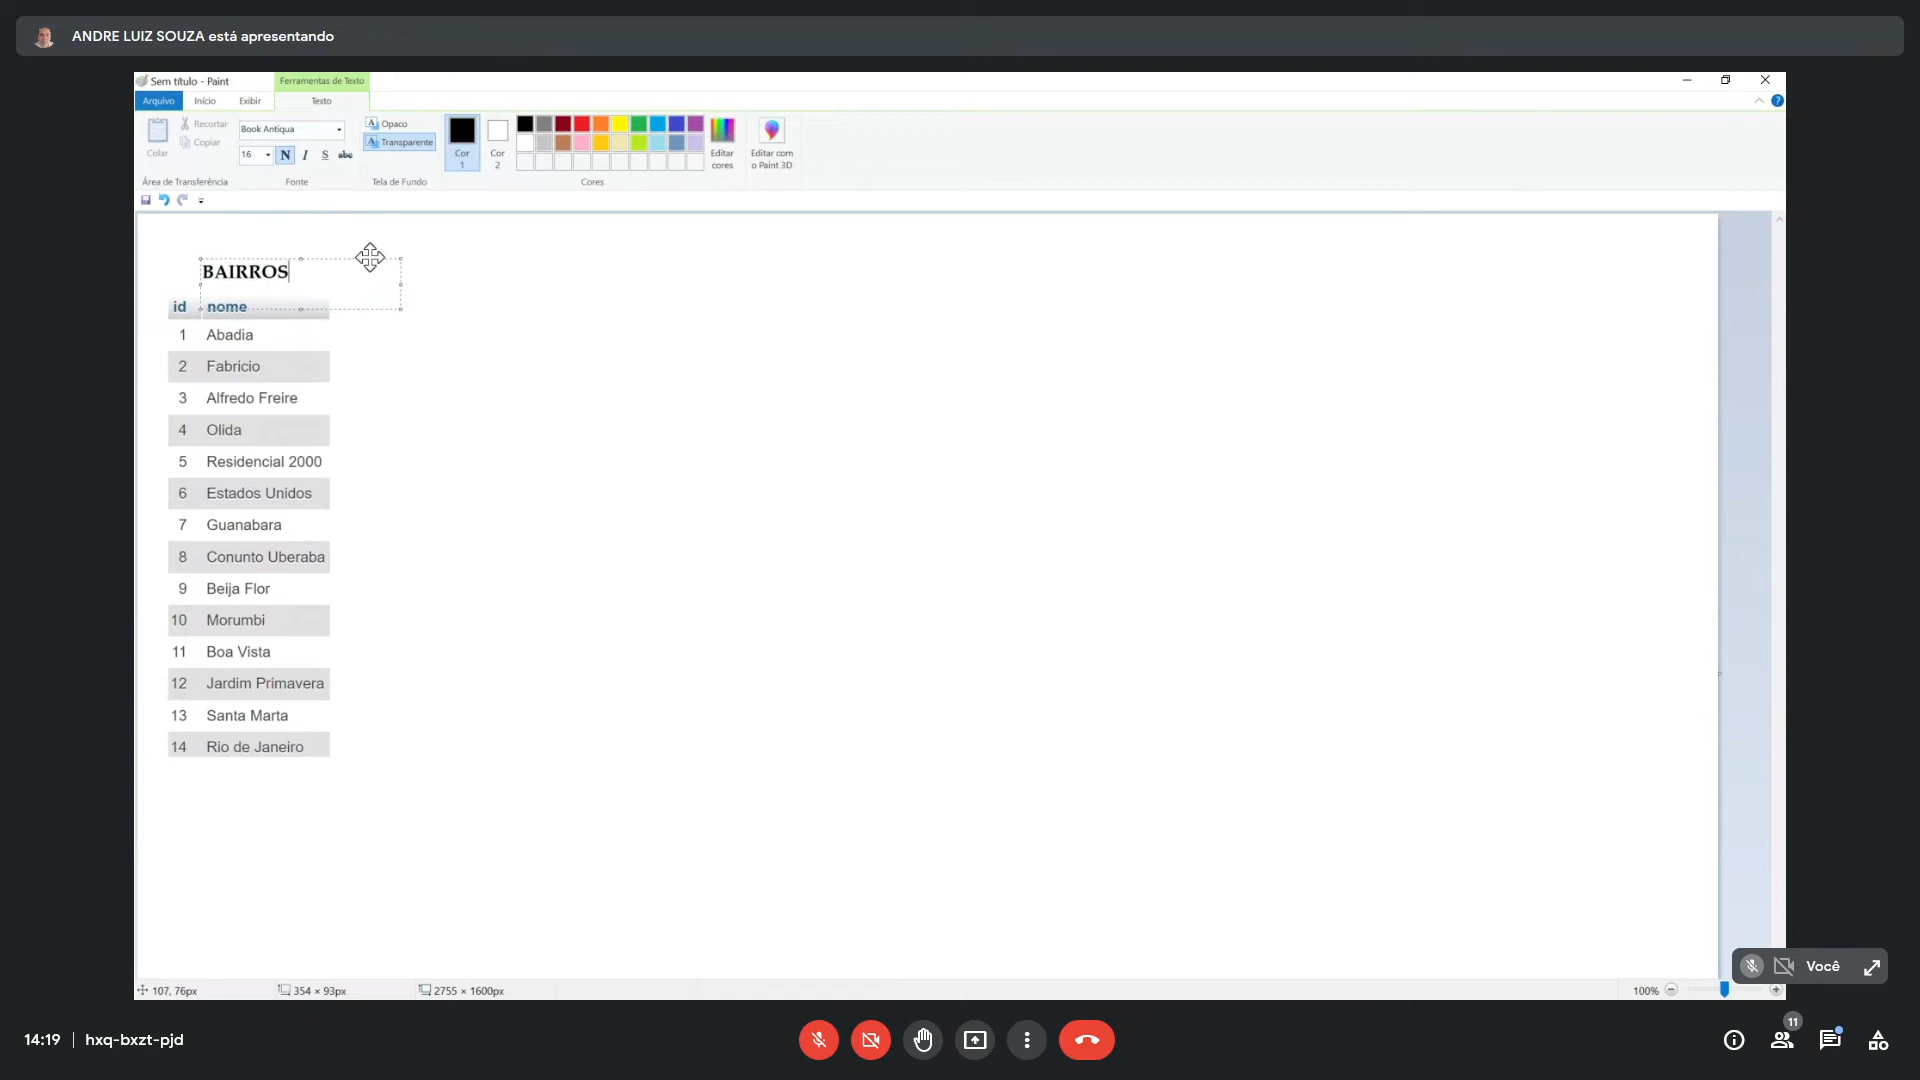 ANDRE LUIZ SOUZA está apresentando
Sem título - Paint
Ferramentas de Texto
Arquivo Início Exibir Texto
Colar
Recortar
Copiar
Área de Transferência
Book Antiqua
16 N I S abc
Fonte
Opaco
Transparente
Tela de Fundo
Cor 1
Cor 2
Editar cores
Cores
Editar com o Paint 3D
BAIRROS
id nome
1 Abadia
2 Fabricio
3 Alfredo Freire
4 Olida
5 Residencial 2000
6 Estados Unidos
7 Guanabara
8 Conunto Uberaba
9 Beija Flor
10 Morumbi
11 Boa Vista
12 Jardim Primavera
13 Santa Marta
14 Rio de Janeiro
Você
107, 76px 354 × 93px 2755 × 1600px 100%
14:19 | hxq-bxzt-pjd
11